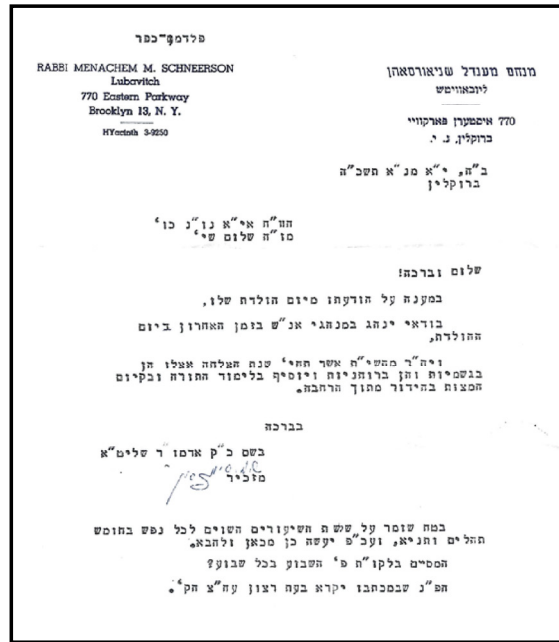 פלדמן-כפר
RABBI MENACHEM M. SCHNEERSON
Lubavitch
770 Eastern Parkway
Brooklyn 13, N. Y.
HYacinth 3-9250
מנחם מענדל שניאורסאהן
ליובאוויטש
770 איסטערן פארקוויי
ברוקלין, נ. י.
ב"ה, י"א מנ"א תשכ"ה
ברוקלין
הוו"ח אי"א נו"נ כו'
מו"ה שלום שי'
שלום וברכה!
במענה על הודעתו מיום הולדת שלו,
בודאי ינהג במנהגי אנ"ש בזמן האחרון ביום
ההולדת,
ויה"ר מהשי"ת אשר תהי' שנת הצלחה אצלו הן
בגשמיות והן ברוחניות ויוסיף בלימוד התורה ובקיום
המצות בהידור מתוך הרחבה.
בברכה
בשם כ"ק אדמו"ר שליט"א
מזכיר
בטח שומר על שלשת השיעורים השוים לכל נפש בחומש
תהלים ותניא, ועכ"פ יעשה כן מכאן ולהבא.
המסיים בלקו"ת פ' השבוע בכל שבוע?
הפ"נ שבמכתבו יקרא בעת רצון עה"צ הק'.